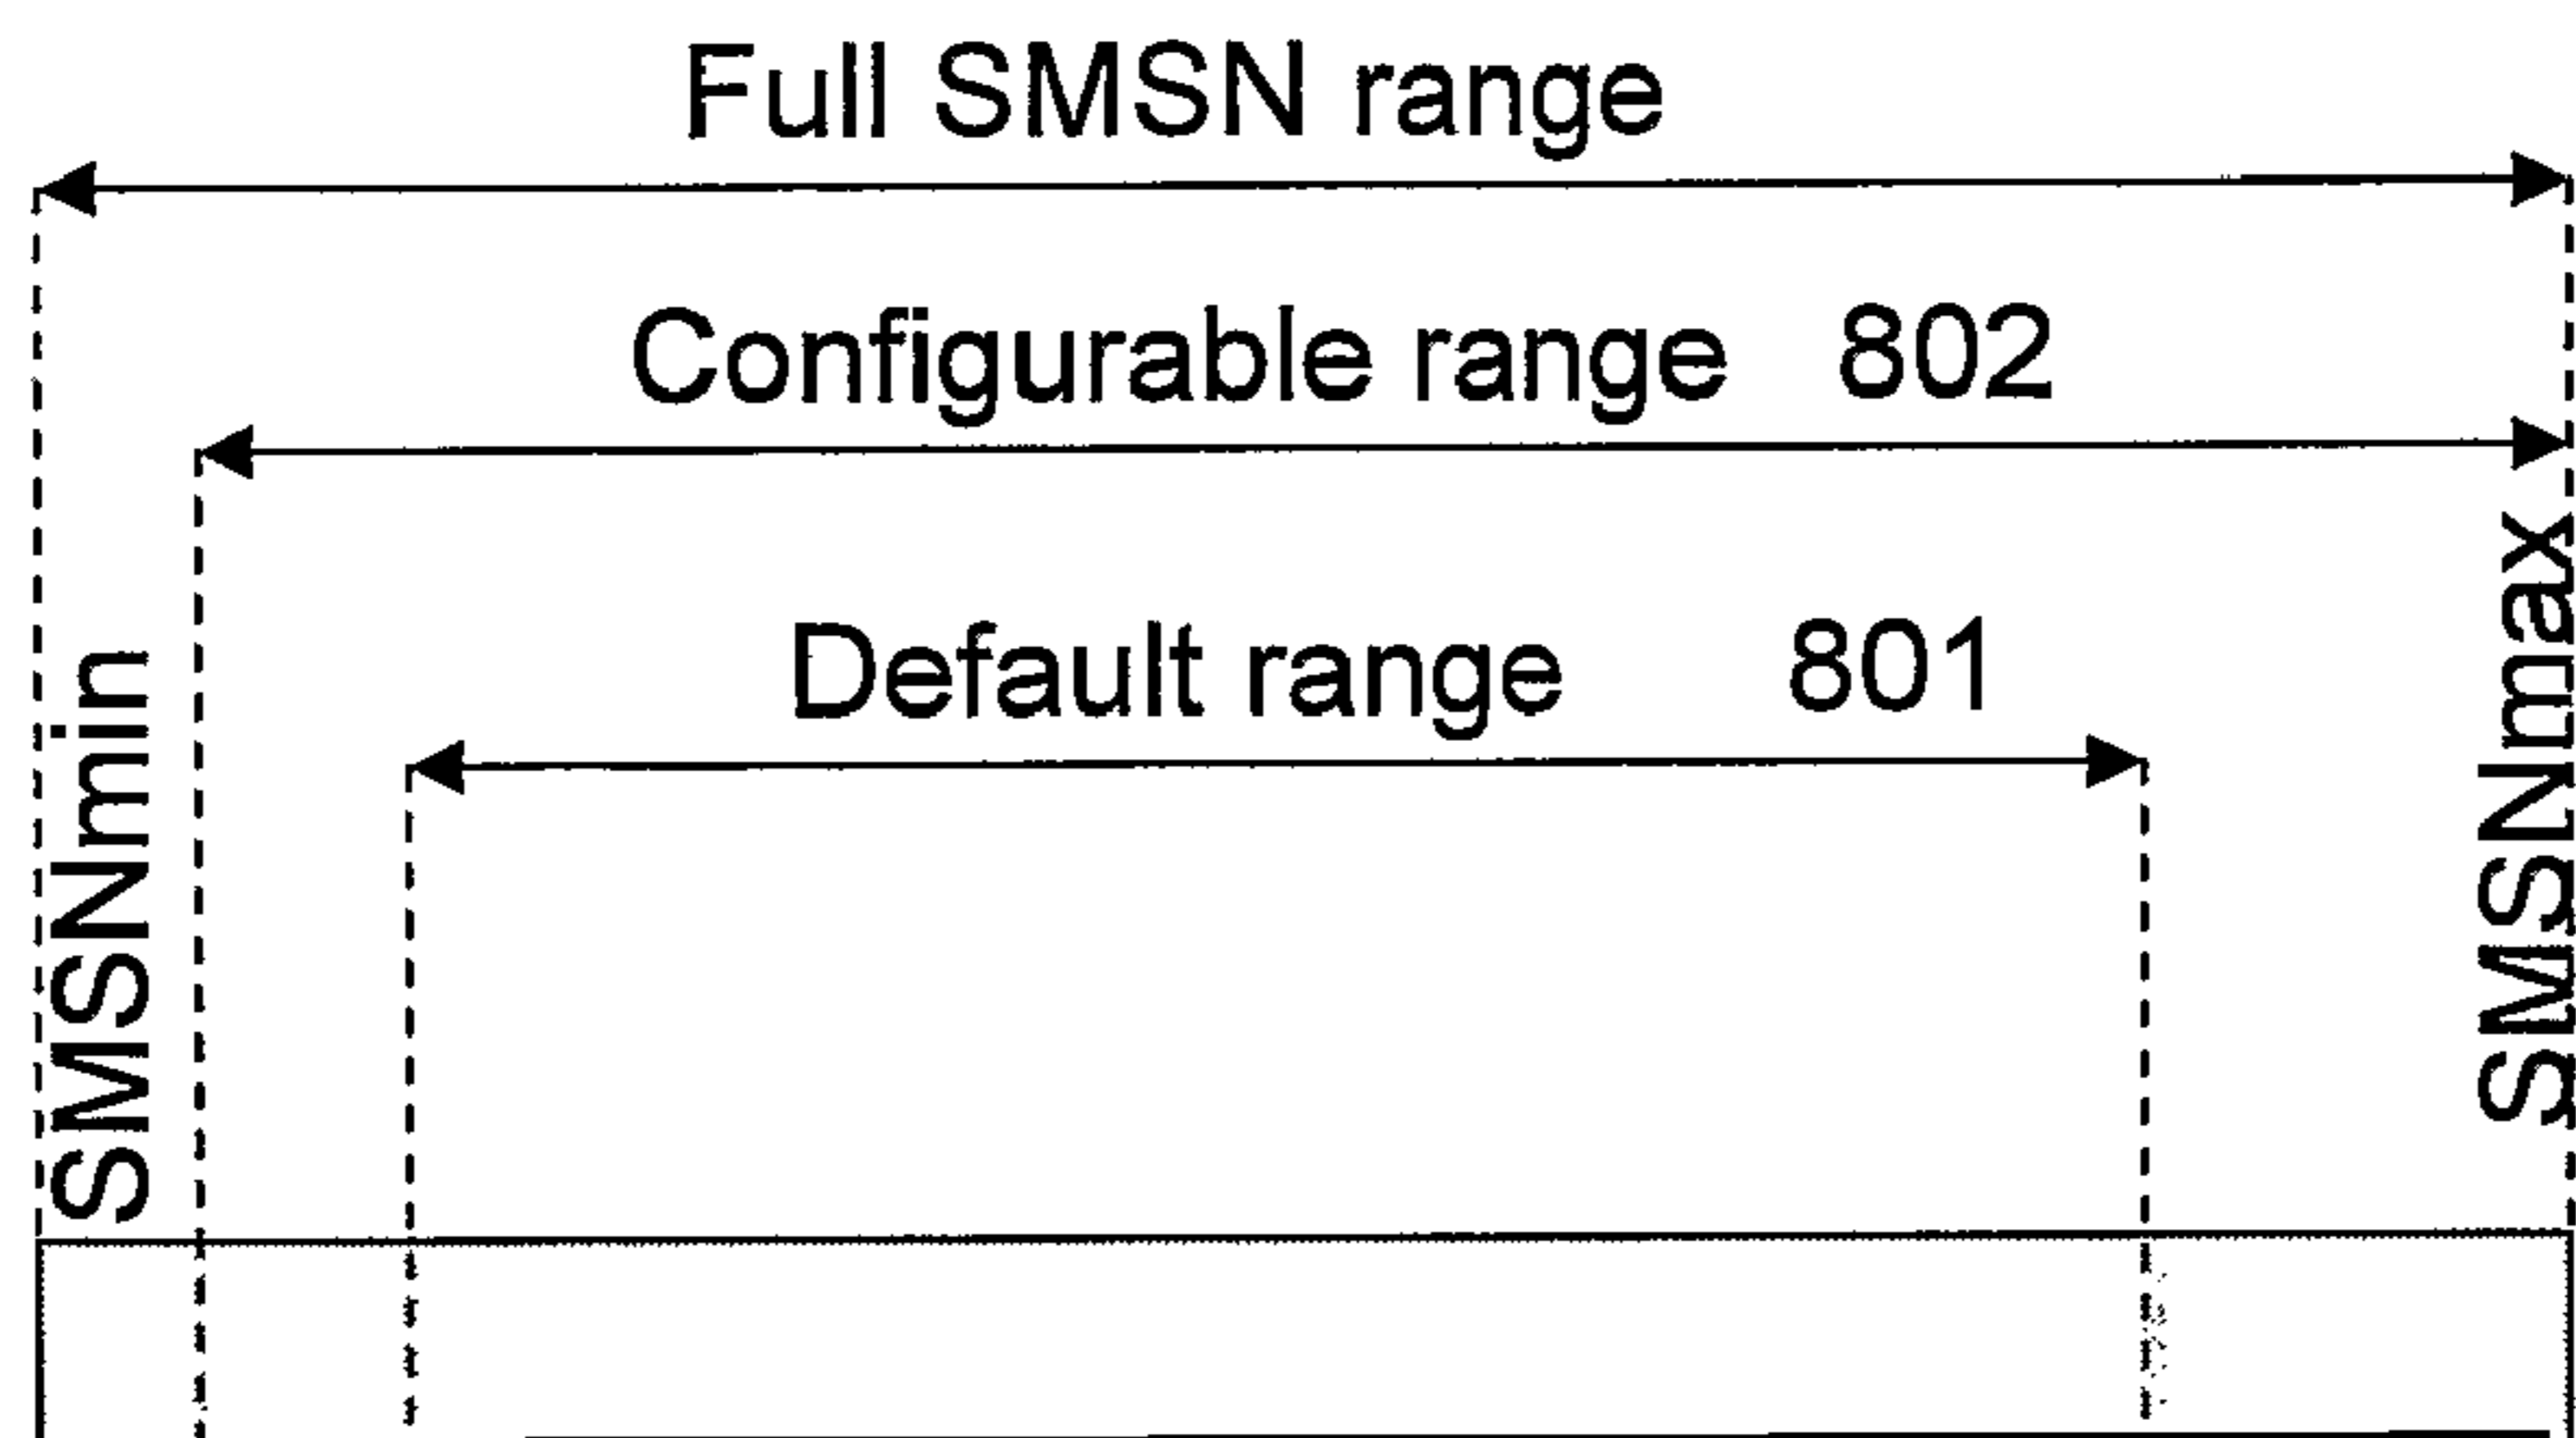 Full SMSN range
Configurable range 802
Default range 801
SMSNmin
SMSNmax